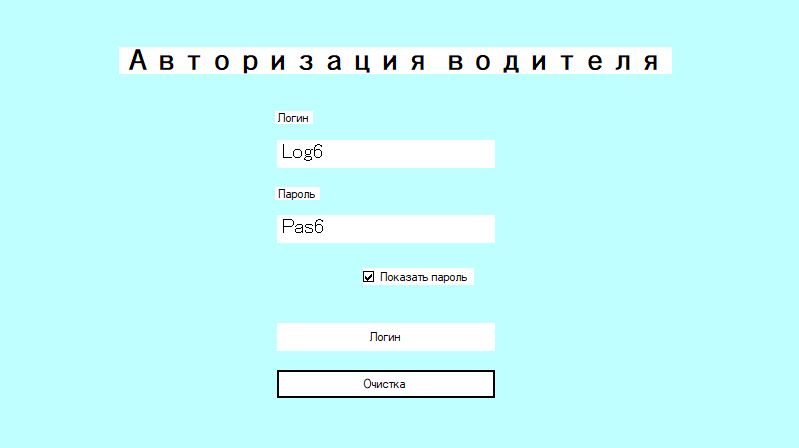 Авторизация водителя
Логин
Log6
Пароль
Pas6
Показать пароль
Логин
Очистка